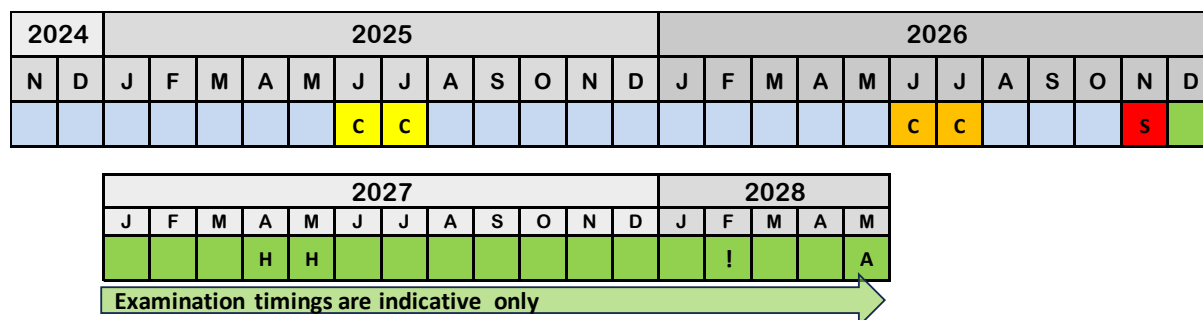 2024 2025 2026
N D J F M A M J J A S O N D J F M A M J J A S O N D
C C C C S
2027 2028
J F M A M J J A S O N D J F M A M
H H ! A
Examination timings are indicative only